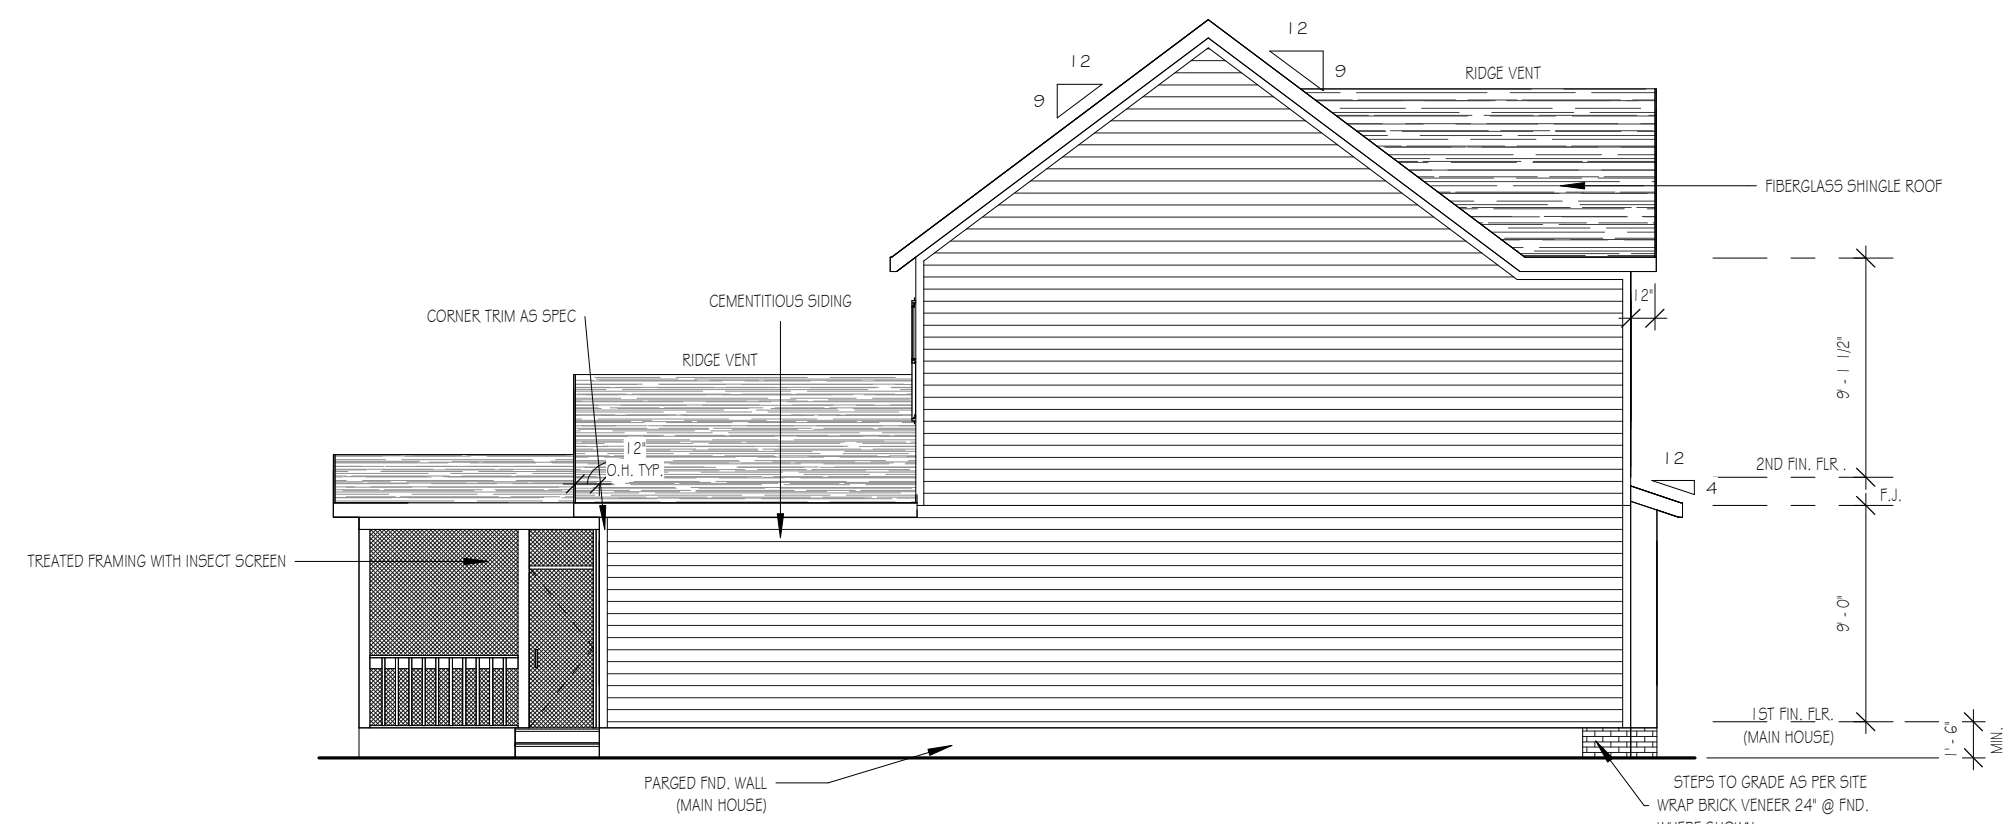 12
12
9
9
RIDGE VENT
FIBERGLASS SHINGLE ROOF
CEMENTITIOUS SIDING
CORNER TRIM AS SPEC
12"
RIDGE VENT
9' - 1 1/2"
12"
O.H. TYP.
12
4
2ND FIN. FLR .
F.J.
TREATED FRAMING WITH INSECT SCREEN
9' - 0"
1ST FIN. FLR.
(MAIN HOUSE)
1' - 6"
MIN.
PARGED FND. WALL
(MAIN HOUSE)
STEPS TO GRADE AS PER SITE
WRAP BRICK VENEER 24" @ FND.
WHERE SHOWN